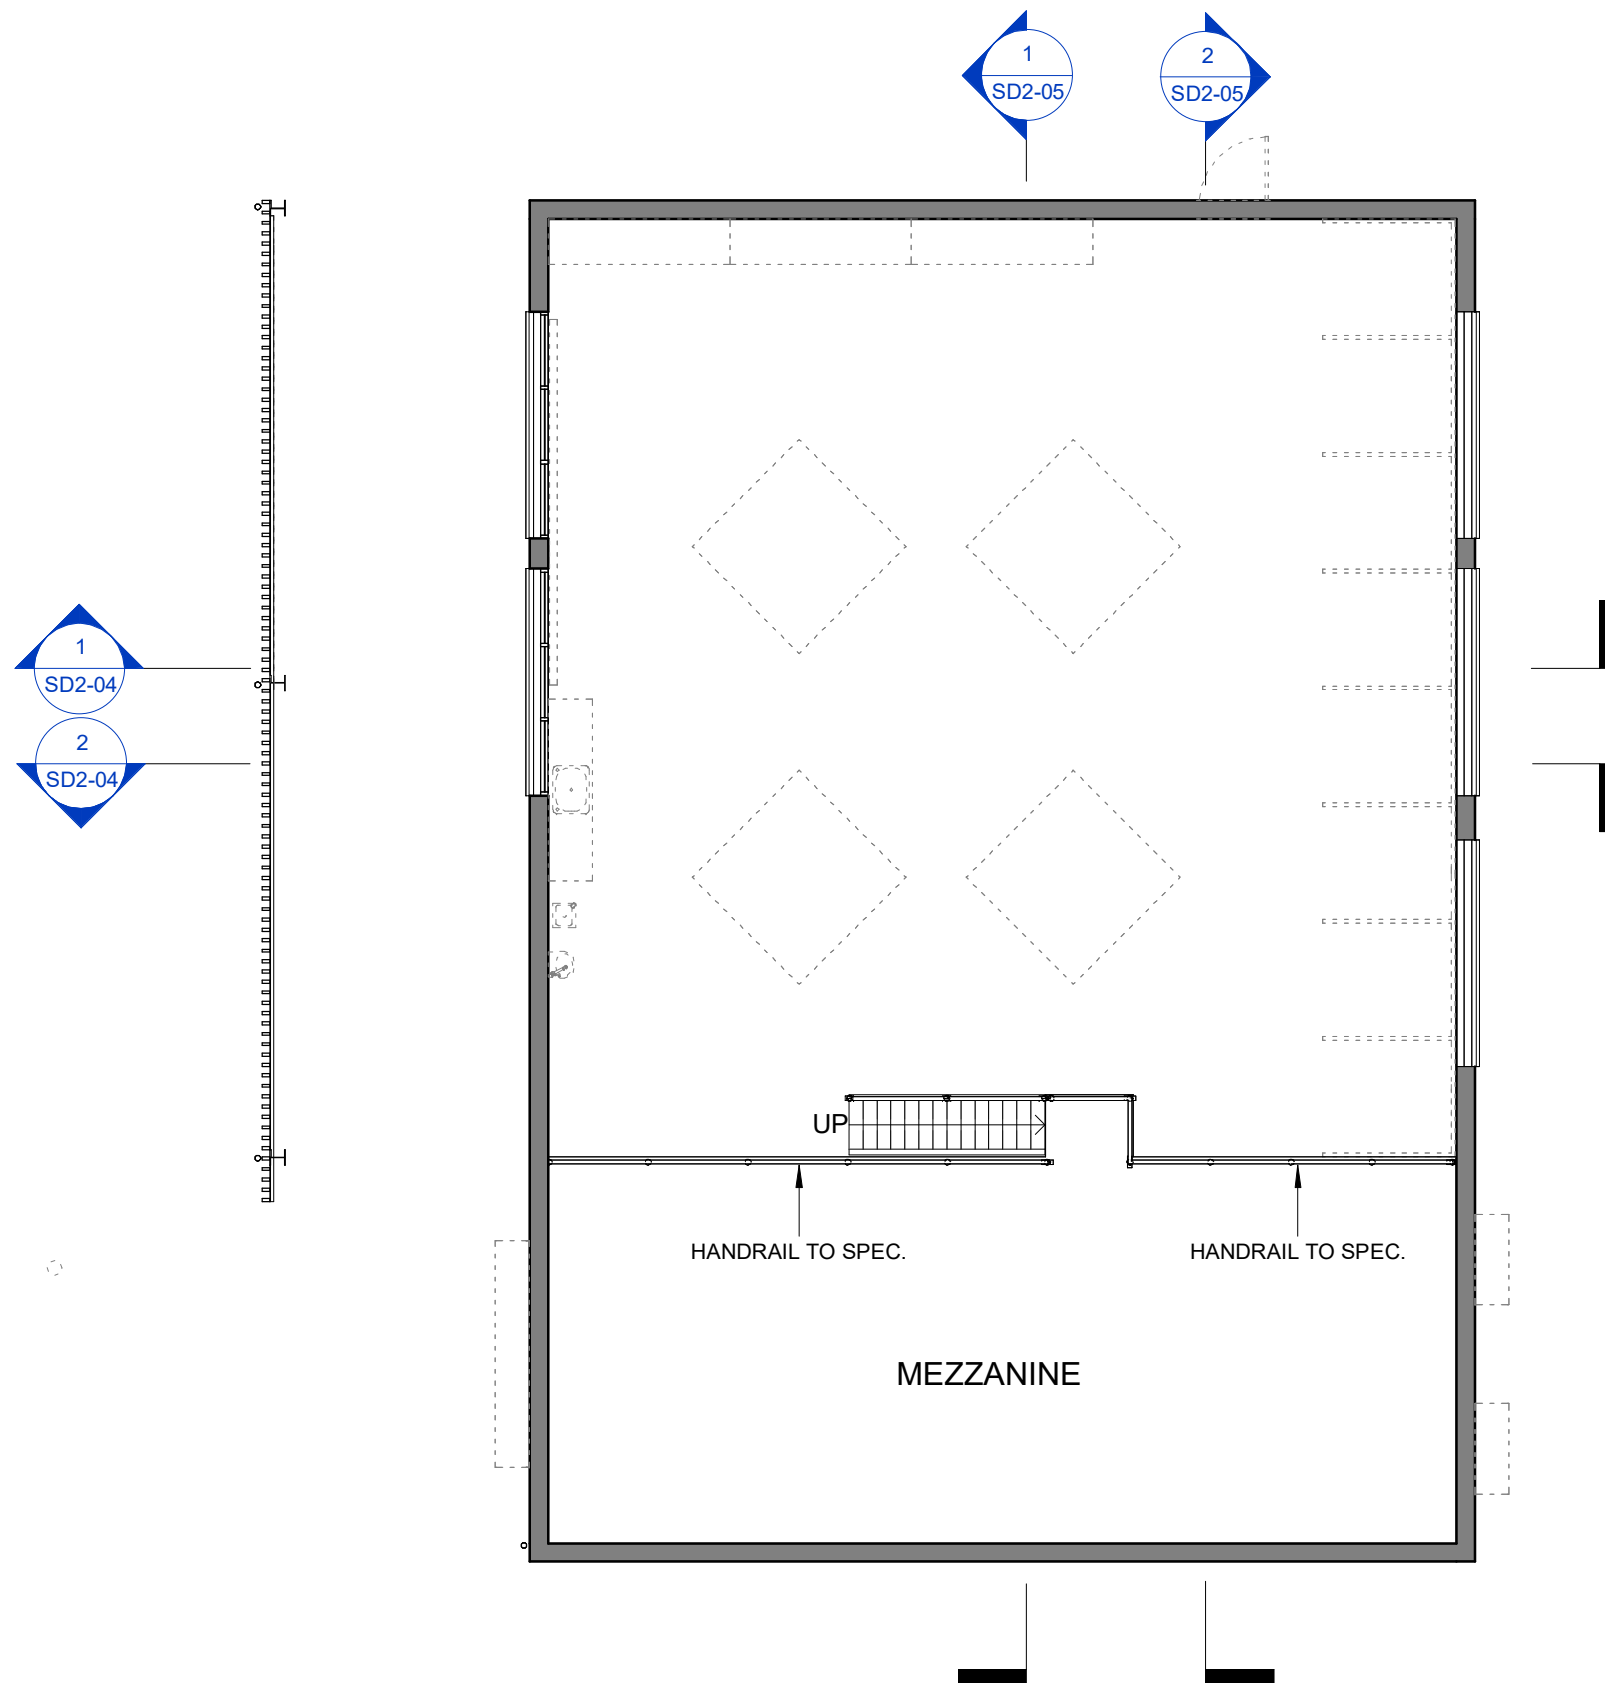 1
SD2-05
2
SD2-05
1
SD2-04
2
SD2-04
UP
HANDRAIL TO SPEC.
HANDRAIL TO SPEC.
MEZZANINE